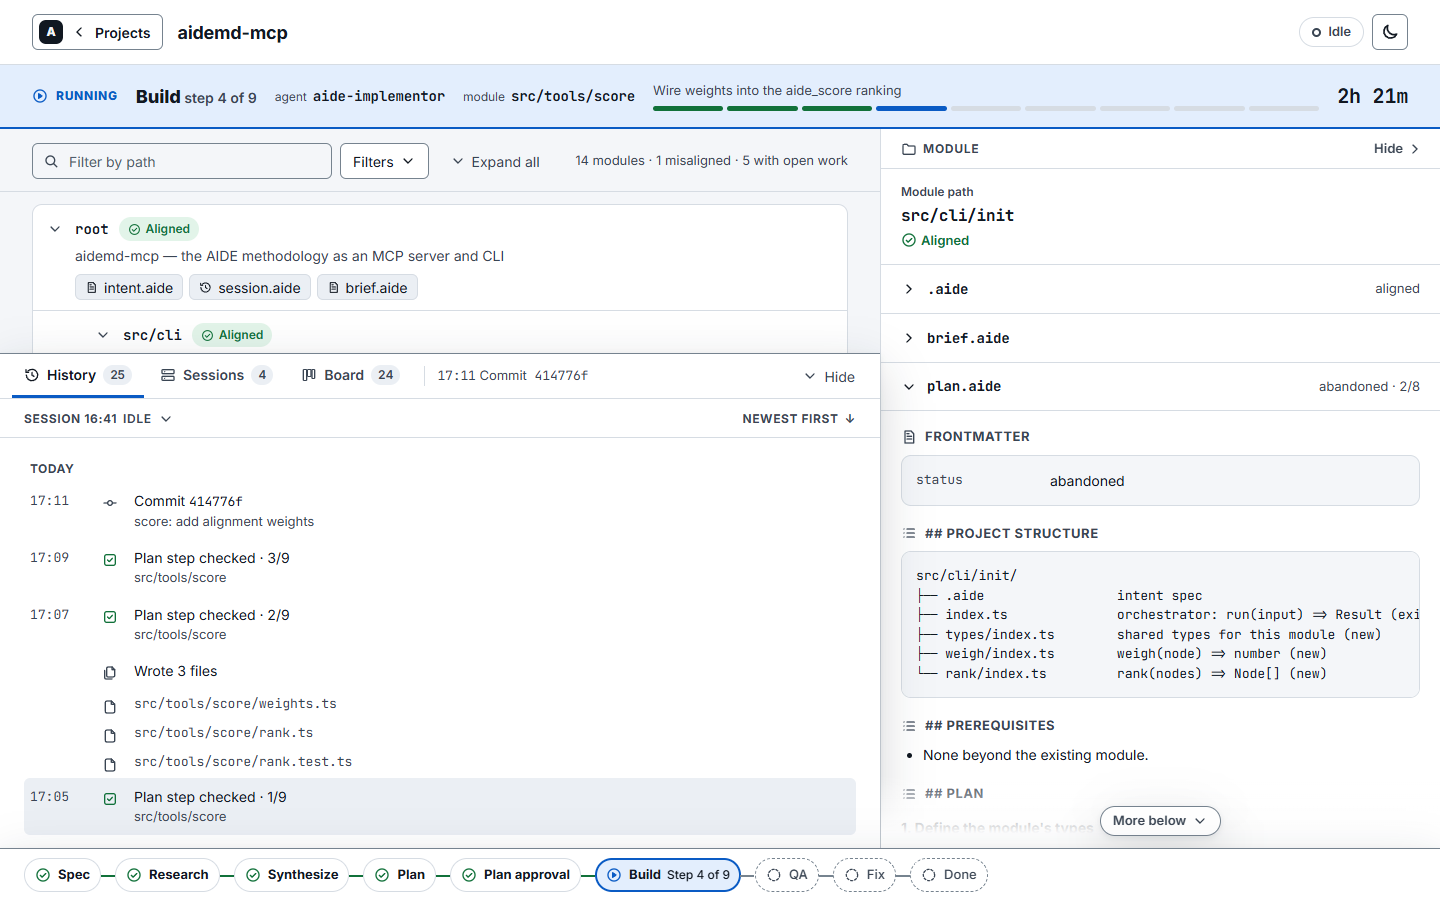 A Projects aidemd-mcp Idle
RUNNING Build step 4 of 9 agent aide-implementor module src/tools/score Wire weights into the aide_score ranking 2h 21m
Filter by path Filters Expand all 14 modules · 1 misaligned · 5 with open work
root Aligned
aidemd-mcp — the AIDE methodology as an MCP server and CLI
intent.aide session.aide brief.aide
src/cli Aligned
History 25 Sessions 4 Board 24 17:11 Commit 414776f Hide
SESSION 16:41 IDLE NEWEST FIRST
TODAY
17:11 Commit 414776f
score: add alignment weights
17:09 Plan step checked · 3/9
src/tools/score
17:07 Plan step checked · 2/9
src/tools/score
Wrote 3 files
src/tools/score/weights.ts
src/tools/score/rank.ts
src/tools/score/rank.test.ts
17:05 Plan step checked · 1/9
src/tools/score
MODULE Hide
Module path
src/cli/init
Aligned
.aide aligned
brief.aide
plan.aide abandoned · 2/8
FRONTMATTER
status abandoned
## PROJECT STRUCTURE
src/cli/init/
├── .aide intent spec
├── index.ts orchestrator: run(input) => Result (exi
├── types/index.ts shared types for this module (new)
├── weigh/index.ts weigh(node) => number (new)
└── rank/index.ts rank(nodes) => Node[] (new)
## PREREQUISITES
• None beyond the existing module.
## PLAN
1. Define the module's types
More below
Spec Research Synthesize Plan Plan approval Build Step 4 of 9 QA Fix Done